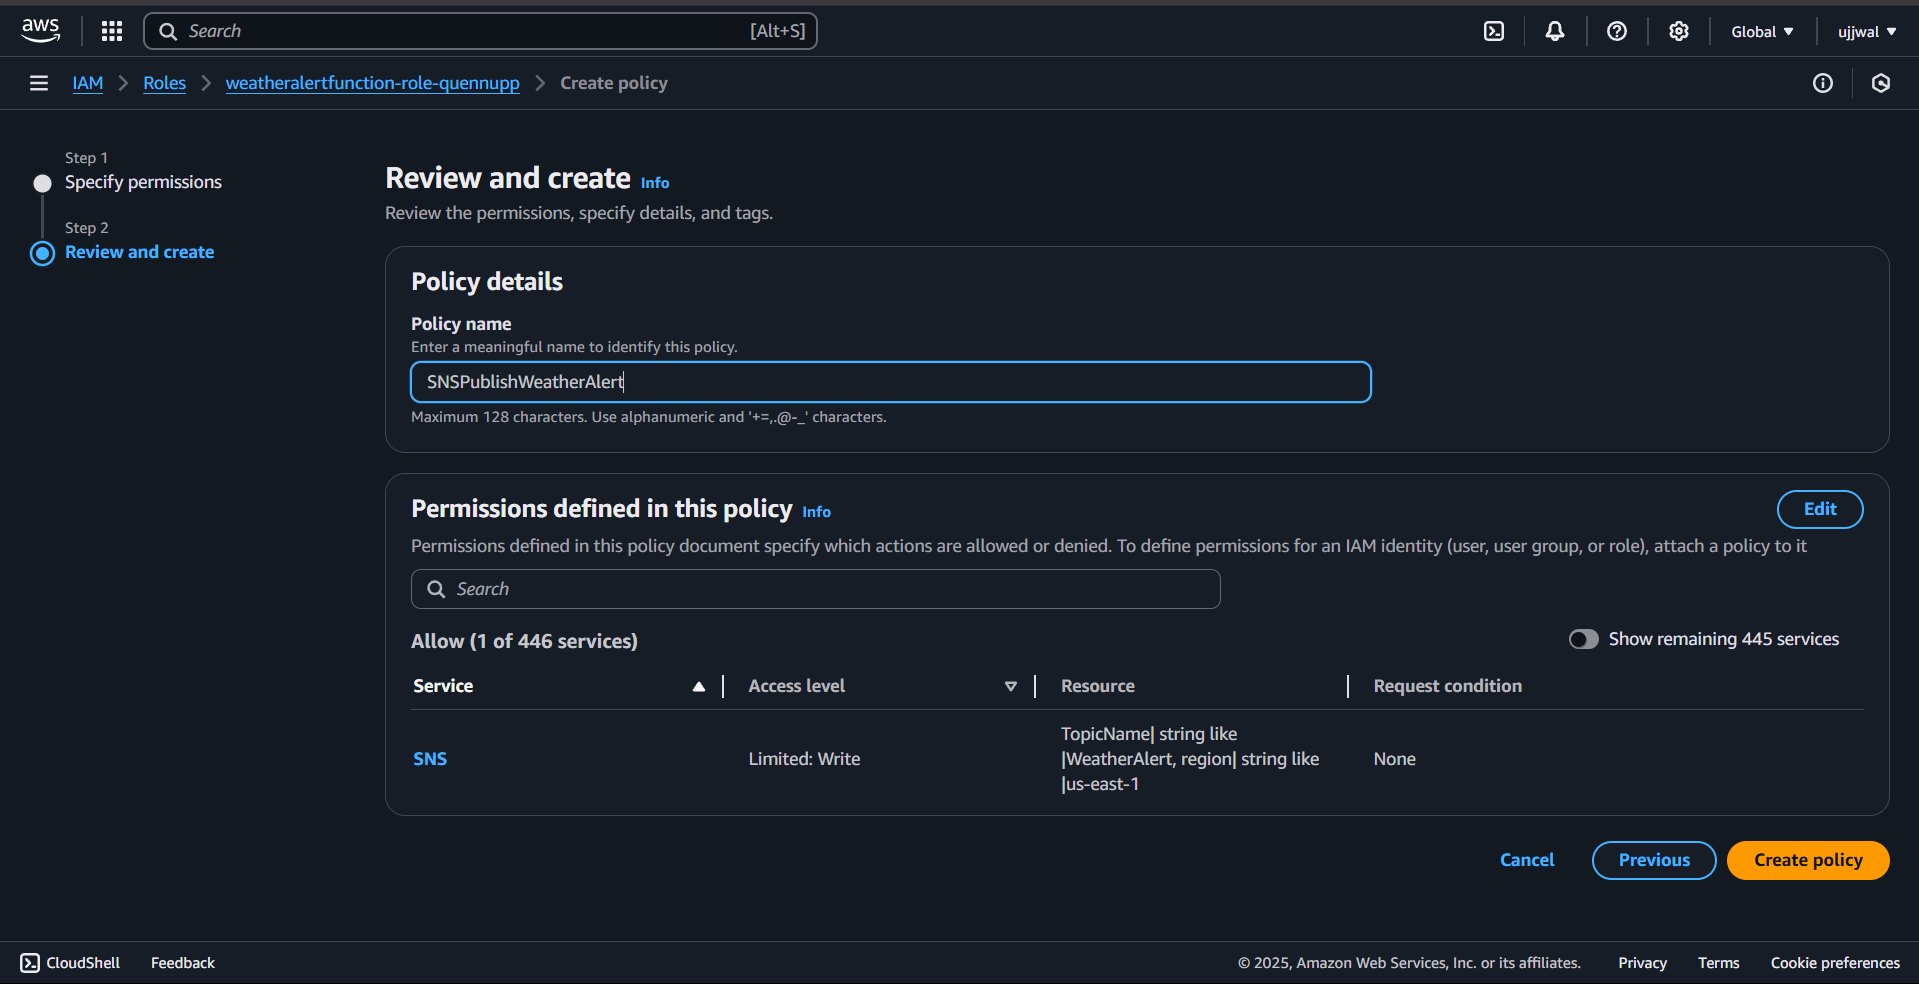 aws Search [Alt+S] Global ujjwal
IAM Roles weatheralertfunction-role-quennupp Create policy
Step 1
Specify permissions
Step 2
Review and create
Review and create Info
Review the permissions, specify details, and tags.
Policy details
Policy name
Enter a meaningful name to identify this policy.
SNSPublishWeatherAlert
Maximum 128 characters. Use alphanumeric and '+=,.@-_' characters.
Permissions defined in this policy Info
Edit
Permissions defined in this policy document specify which actions are allowed or denied. To define permissions for an IAM identity (user, user group, or role), attach a policy to it
Search
Allow (1 of 446 services)
Show remaining 445 services
Service Access level Resource Request condition
SNS
Limited: Write
TopicName| string like
|WeatherAlert, region| string like
|us-east-1
None
Cancel Previous Create policy
CloudShell Feedback © 2025, Amazon Web Services, Inc. or its affiliates. Privacy Terms Cookie preferences